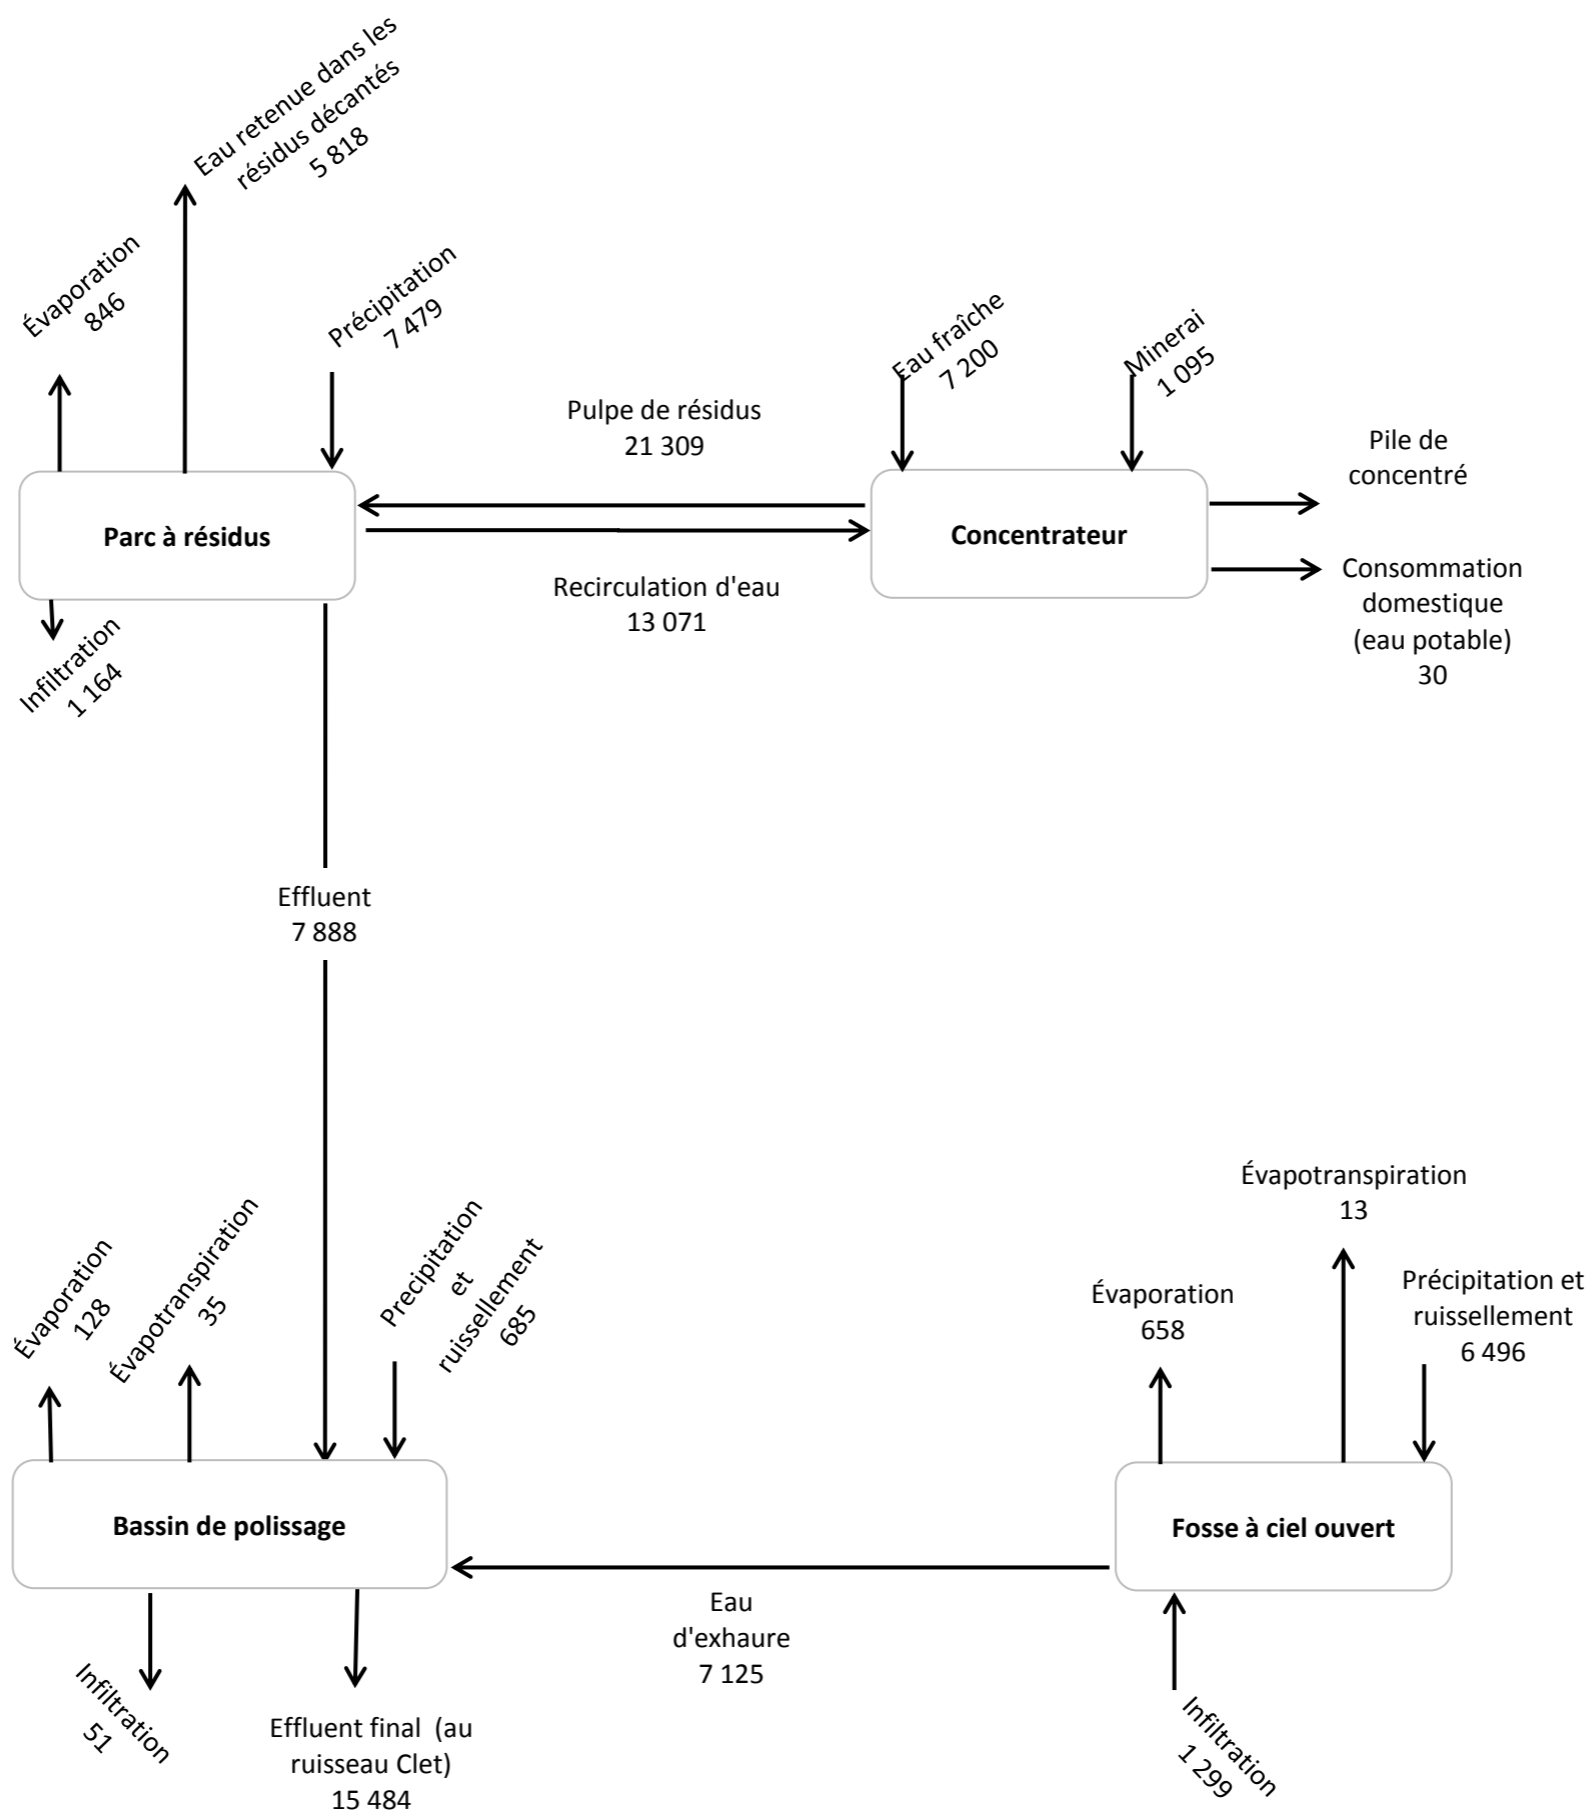 Eau retenue dans les
résidus décantés
5 818
Évaporation
846
Précipitation
7 479
Eau fraîche
7 200
Minerai
1 095
Pulpe de résidus
21 309
Pile de
concentré
Parc à résidus
Concentrateur
Recirculation d'eau
13 071
Consommation
domestique
(eau potable)
30
Infiltration
1 164
Effluent
7 888
Évaporation
128
Évapotranspiration
35
Precipitation
et
ruissellement
685
Évapotranspiration
13
Évaporation
658
Précipitation et
ruissellement
6 496
Bassin de polissage
Fosse à ciel ouvert
Eau
d'exhaure
7 125
Infiltration
51
Effluent final (au
ruisseau Clet)
15 484
Infiltration
1 299